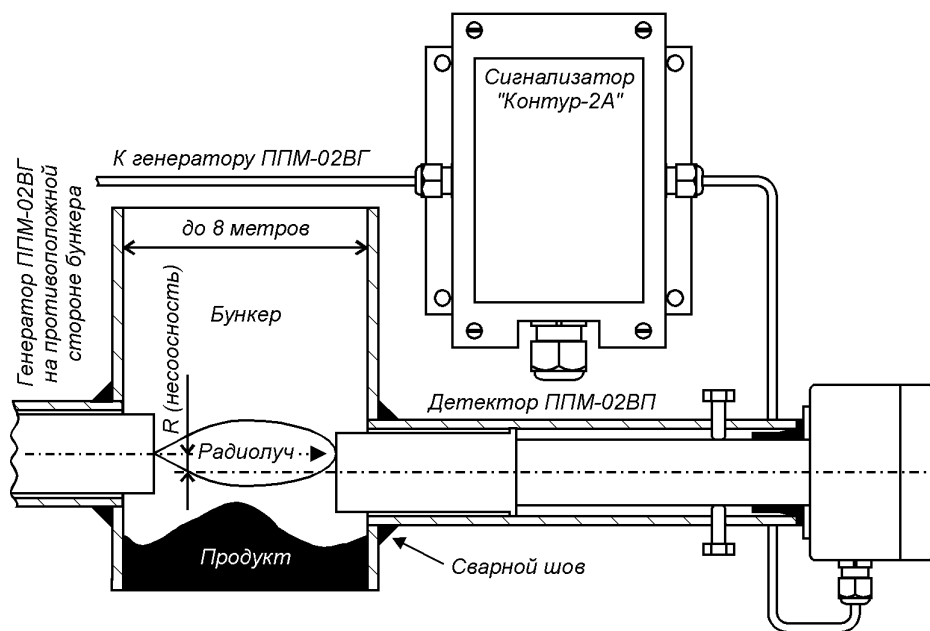 Сигнализатор
"Контур-2А"
К генератору ППМ-02ВГ
Генератор ППМ-02ВГ
на противоположной
стороне бункера
до 8 метров
R (несоосность)
Бункер
Детектор ППМ-02ВП
Радиолуч
Продукт
Сварной шов